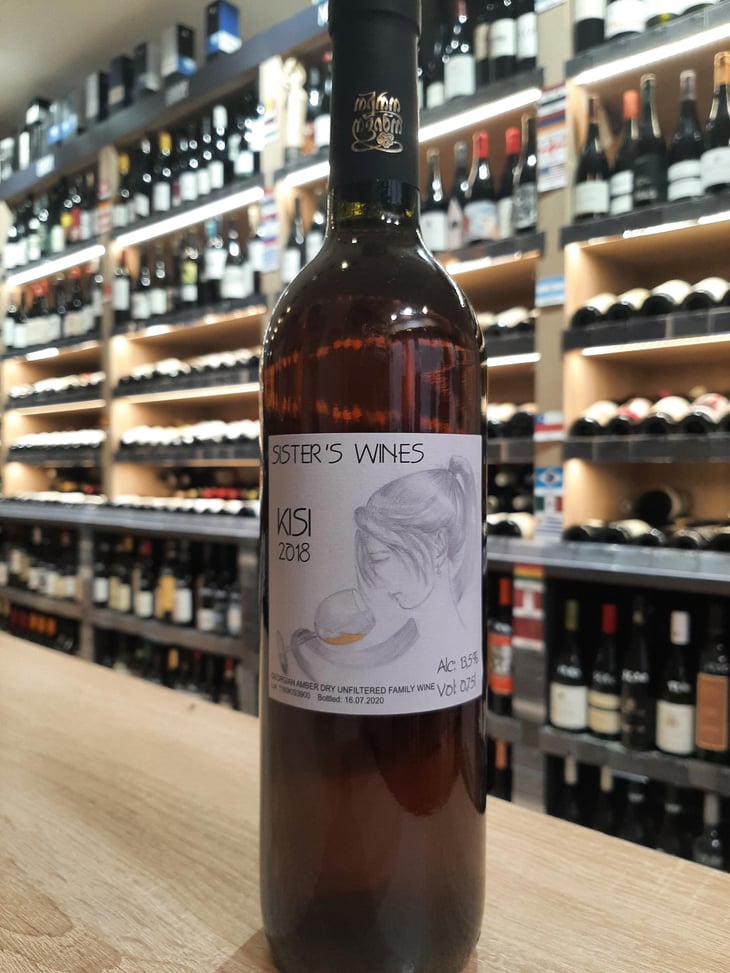 SISTER'S WINES
KISI
2018
Alc: 13,5%
Vol: 0,75l
GEORGIAN AMBER DRY UNFILTERED FAMILY WINE
Bottled: 16.07.2020